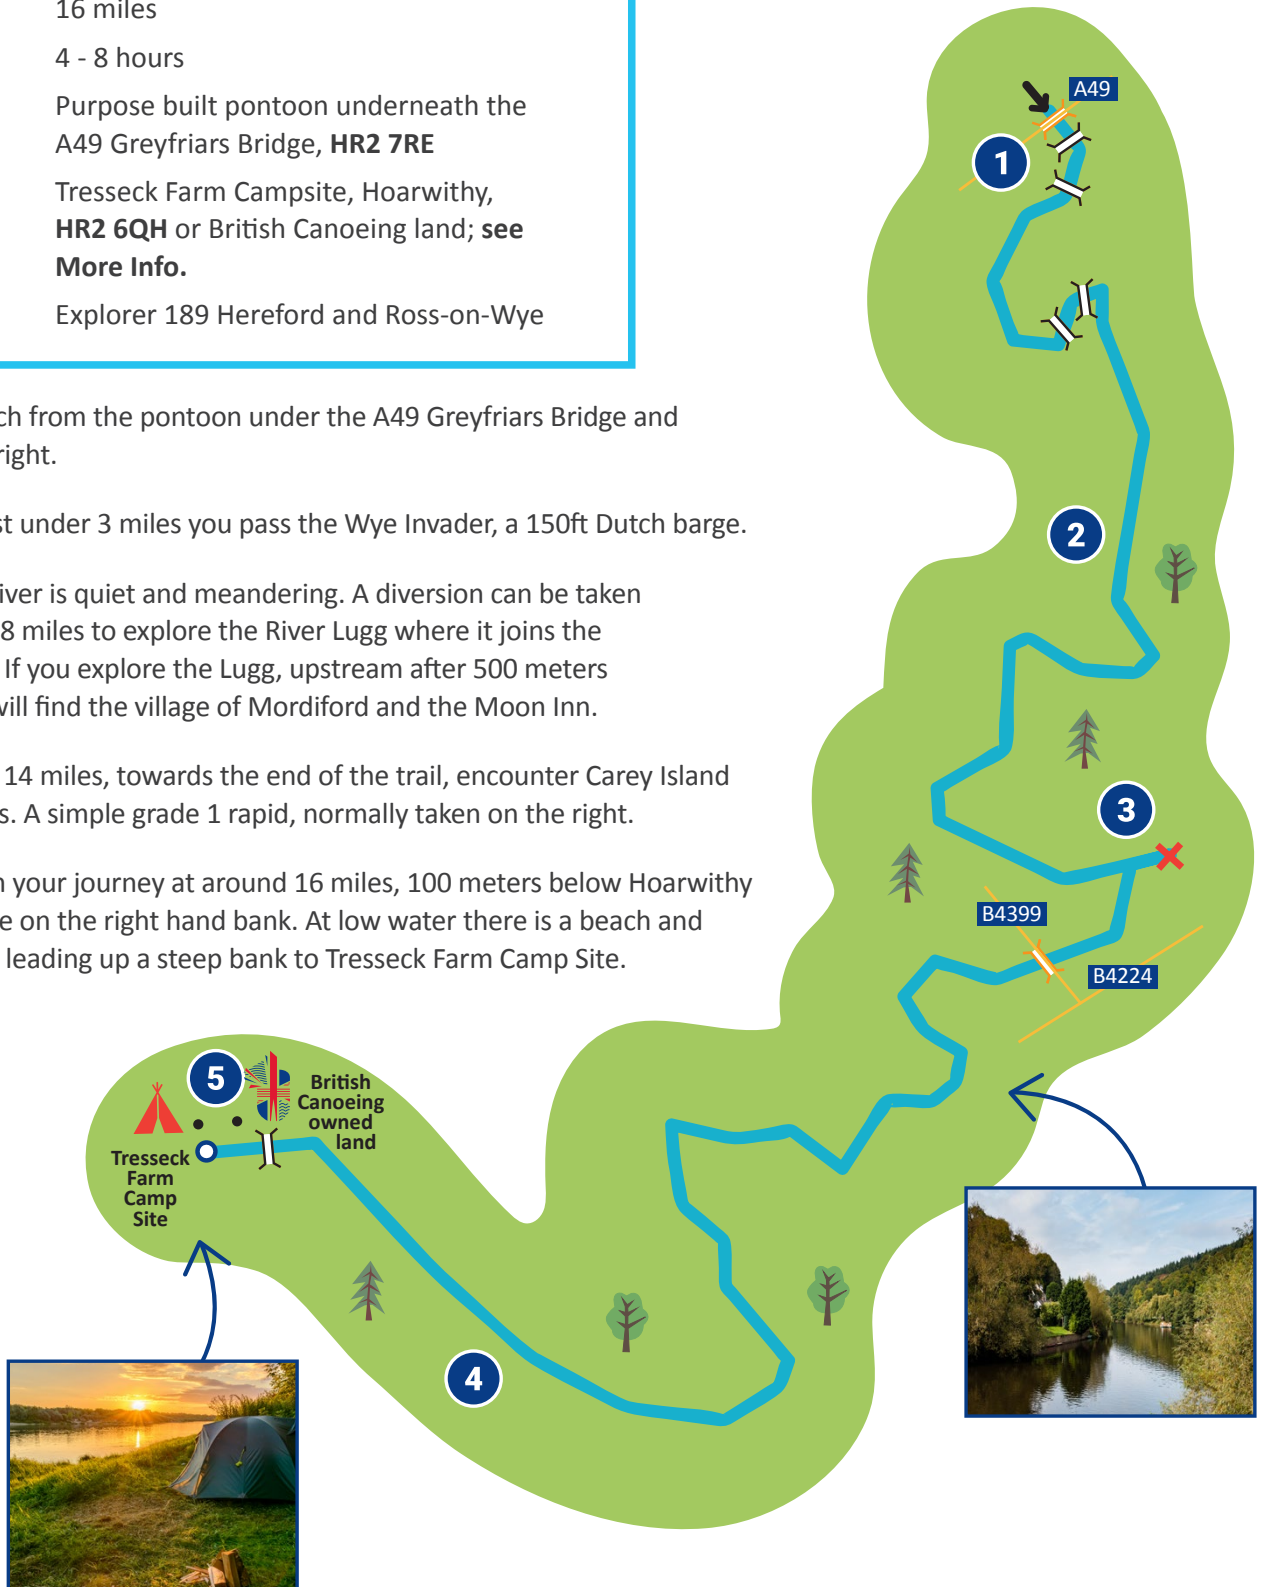 16 miles
4 - 8 hours
Purpose built pontoon underneath the
A49 Greyfriars Bridge, HR2 7RE
Tresseck Farm Campsite, Hoarwithy,
HR2 6QH or British Canoeing land; see
More Info.
Explorer 189 Hereford and Ross-on-Wye
ch from the pontoon under the A49 Greyfriars Bridge and
right.
st under 3 miles you pass the Wye Invader, a 150ft Dutch barge.
iver is quiet and meandering. A diversion can be taken
8 miles to explore the River Lugg where it joins the
If you explore the Lugg, upstream after 500 meters
will find the village of Mordiford and the Moon Inn.
14 miles, towards the end of the trail, encounter Carey Island
s. A simple grade 1 rapid, normally taken on the right.
n your journey at around 16 miles, 100 meters below Hoarwithy
e on the right hand bank. At low water there is a beach and
leading up a steep bank to Tresseck Farm Camp Site.
A49
1
2
3
B4399
B4224
5
British
Canoeing
owned
land
Tresseck
Farm
Camp
Site
4